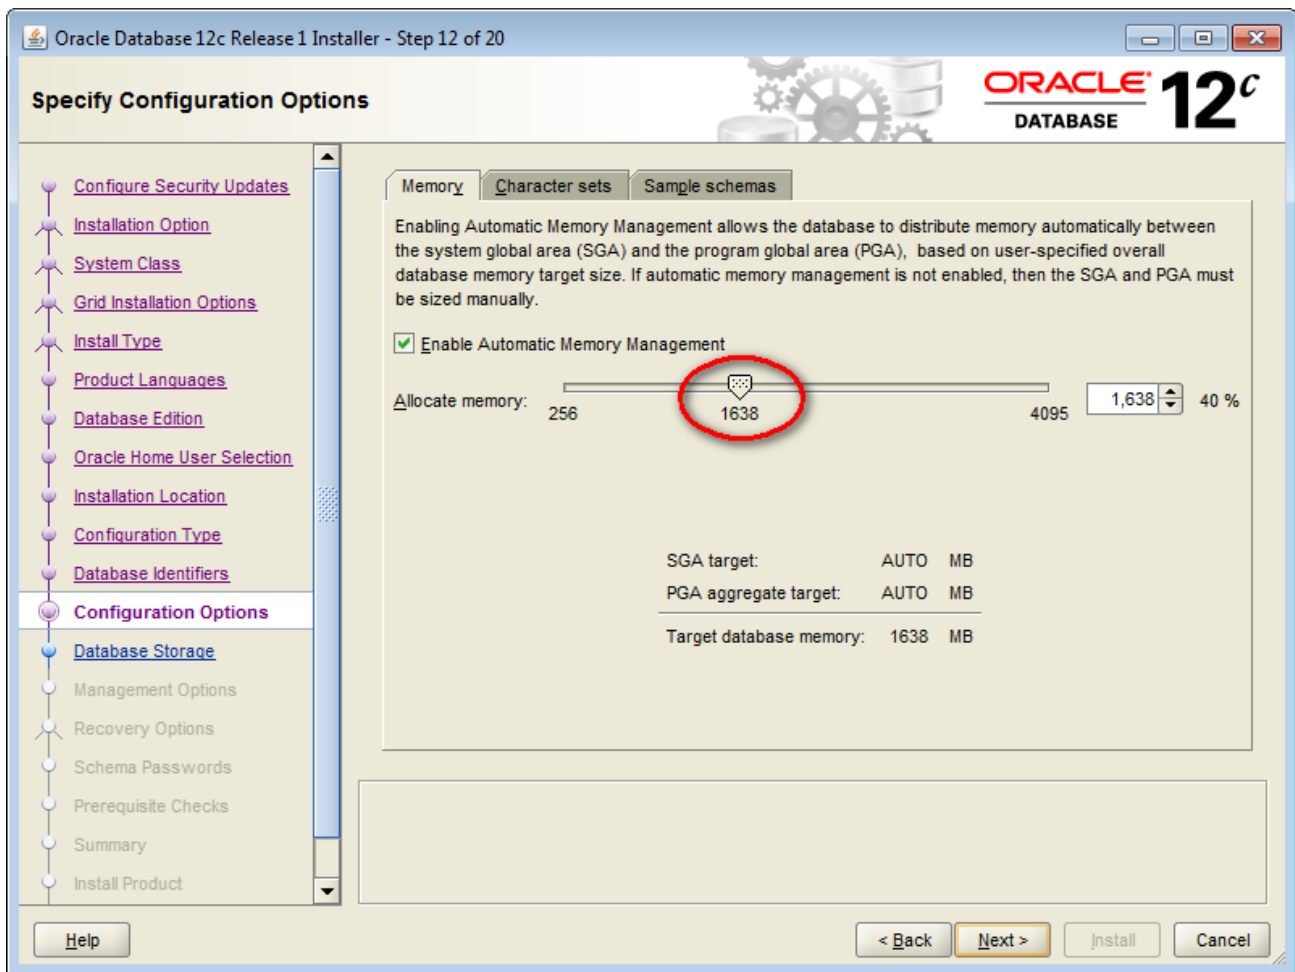 Oracle Database 12c Release 1 Installer - Step 12 of 20
Specify Configuration Options
ORACLE®
DATABASE
12c
Configure Security Updates
Installation Option
System Class
Grid Installation Options
Install Type
Product Languages
Database Edition
Oracle Home User Selection
Installation Location
Configuration Type
Database Identifiers
Configuration Options
Database Storage
Management Options
Recovery Options
Schema Passwords
Prerequisite Checks
Summary
Install Product
Memory Character sets Sample schemas
Enabling Automatic Memory Management allows the database to distribute memory automatically between
the system global area (SGA) and the program global area (PGA), based on user-specified overall
database memory target size. If automatic memory management is not enabled, then the SGA and PGA must
be sized manually.
Enable Automatic Memory Management
Allocate memory: 256 1638 4095 1,638 40 %
SGA target: AUTO MB
PGA aggregate target: AUTO MB
Target database memory: 1638 MB
Help < Back Next > Install Cancel